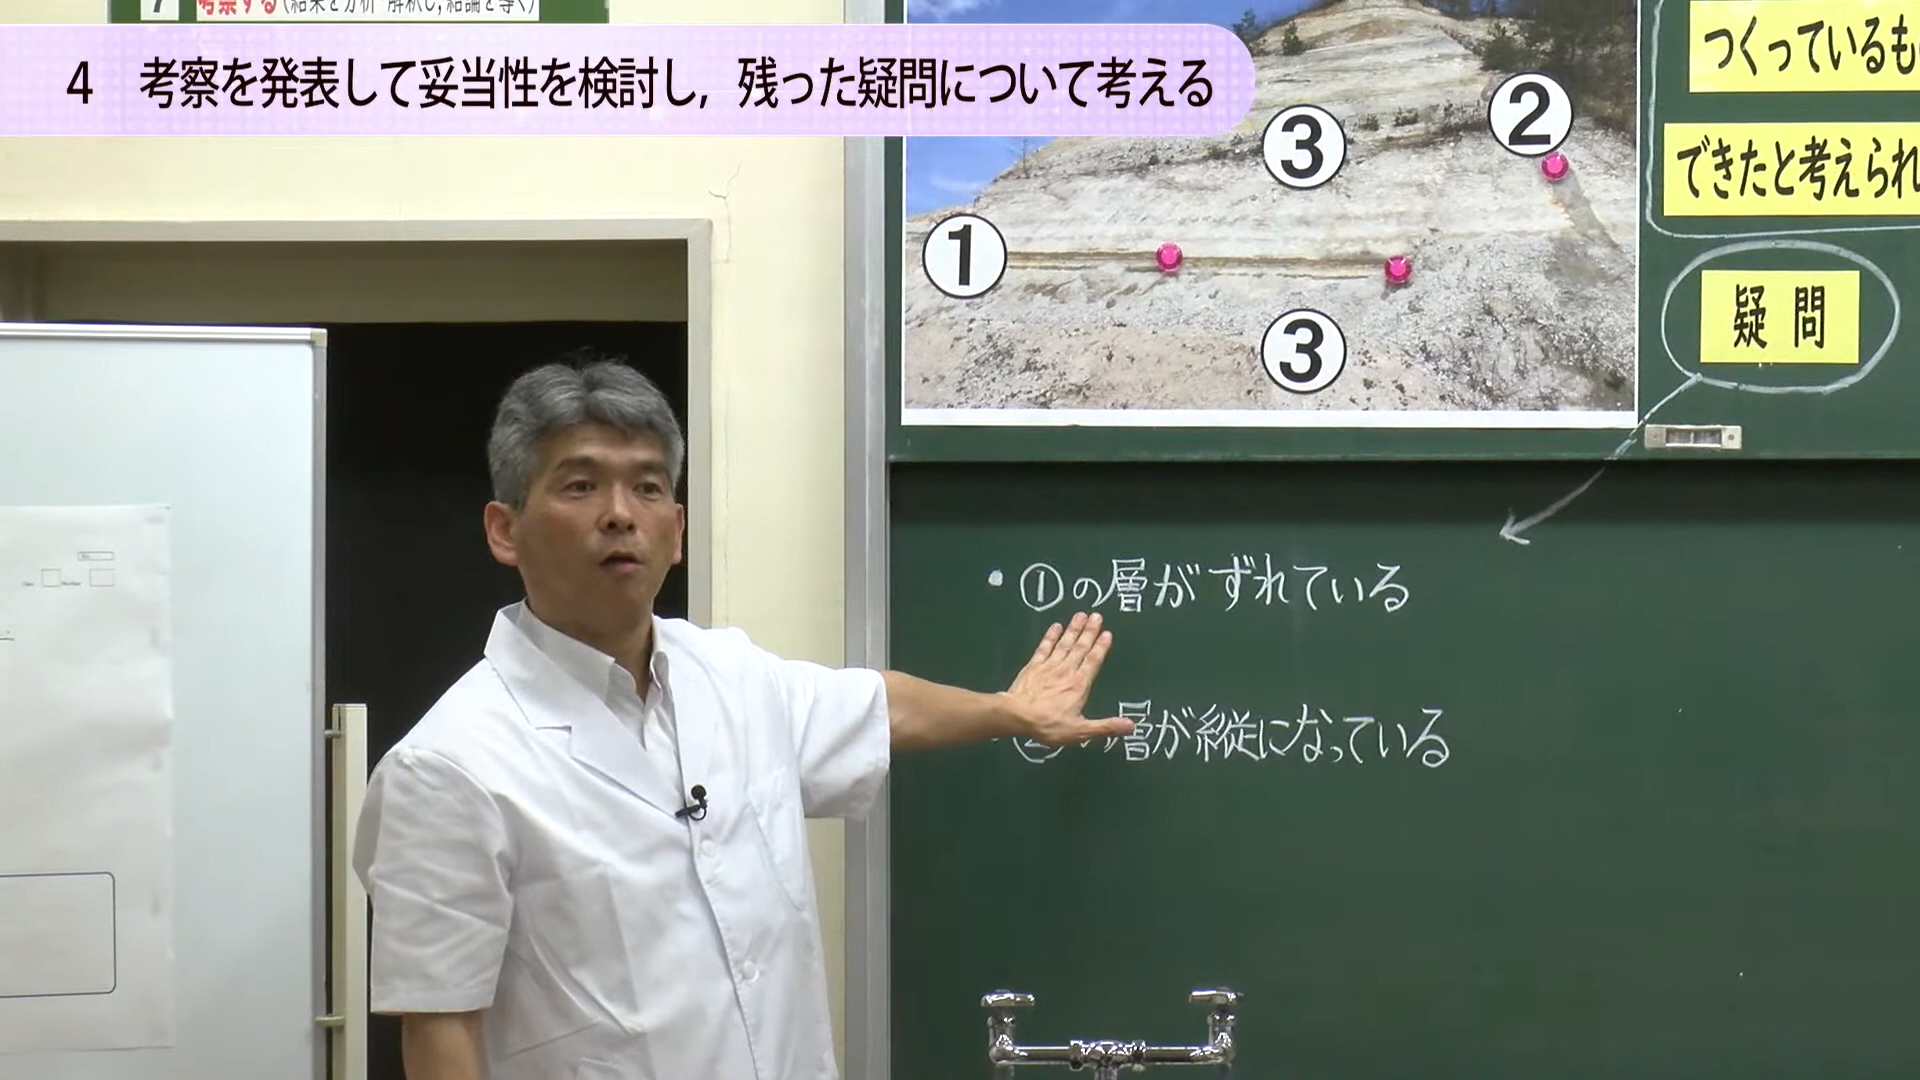 7 考察する(結果を分析・解釈し,結論を導く)
4 考察を発表して妥当性を検討し，残った疑問について考える
つくっているも
できたと考えられ
②
③
①
③
疑問
・①の層がずれている
・②の層が縦になっている